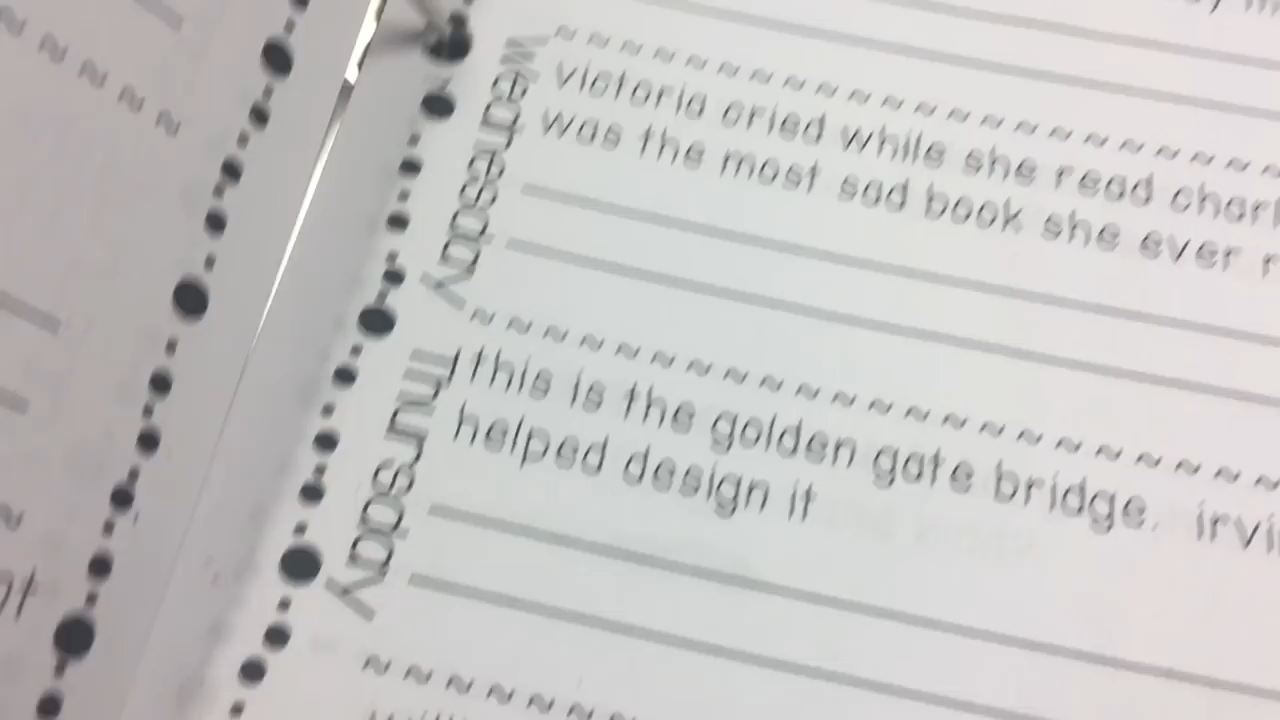 Wednesday
victoria cried while she read
was the most sad book she ever
Thursday
this is the golden gate bridge.
helped design it